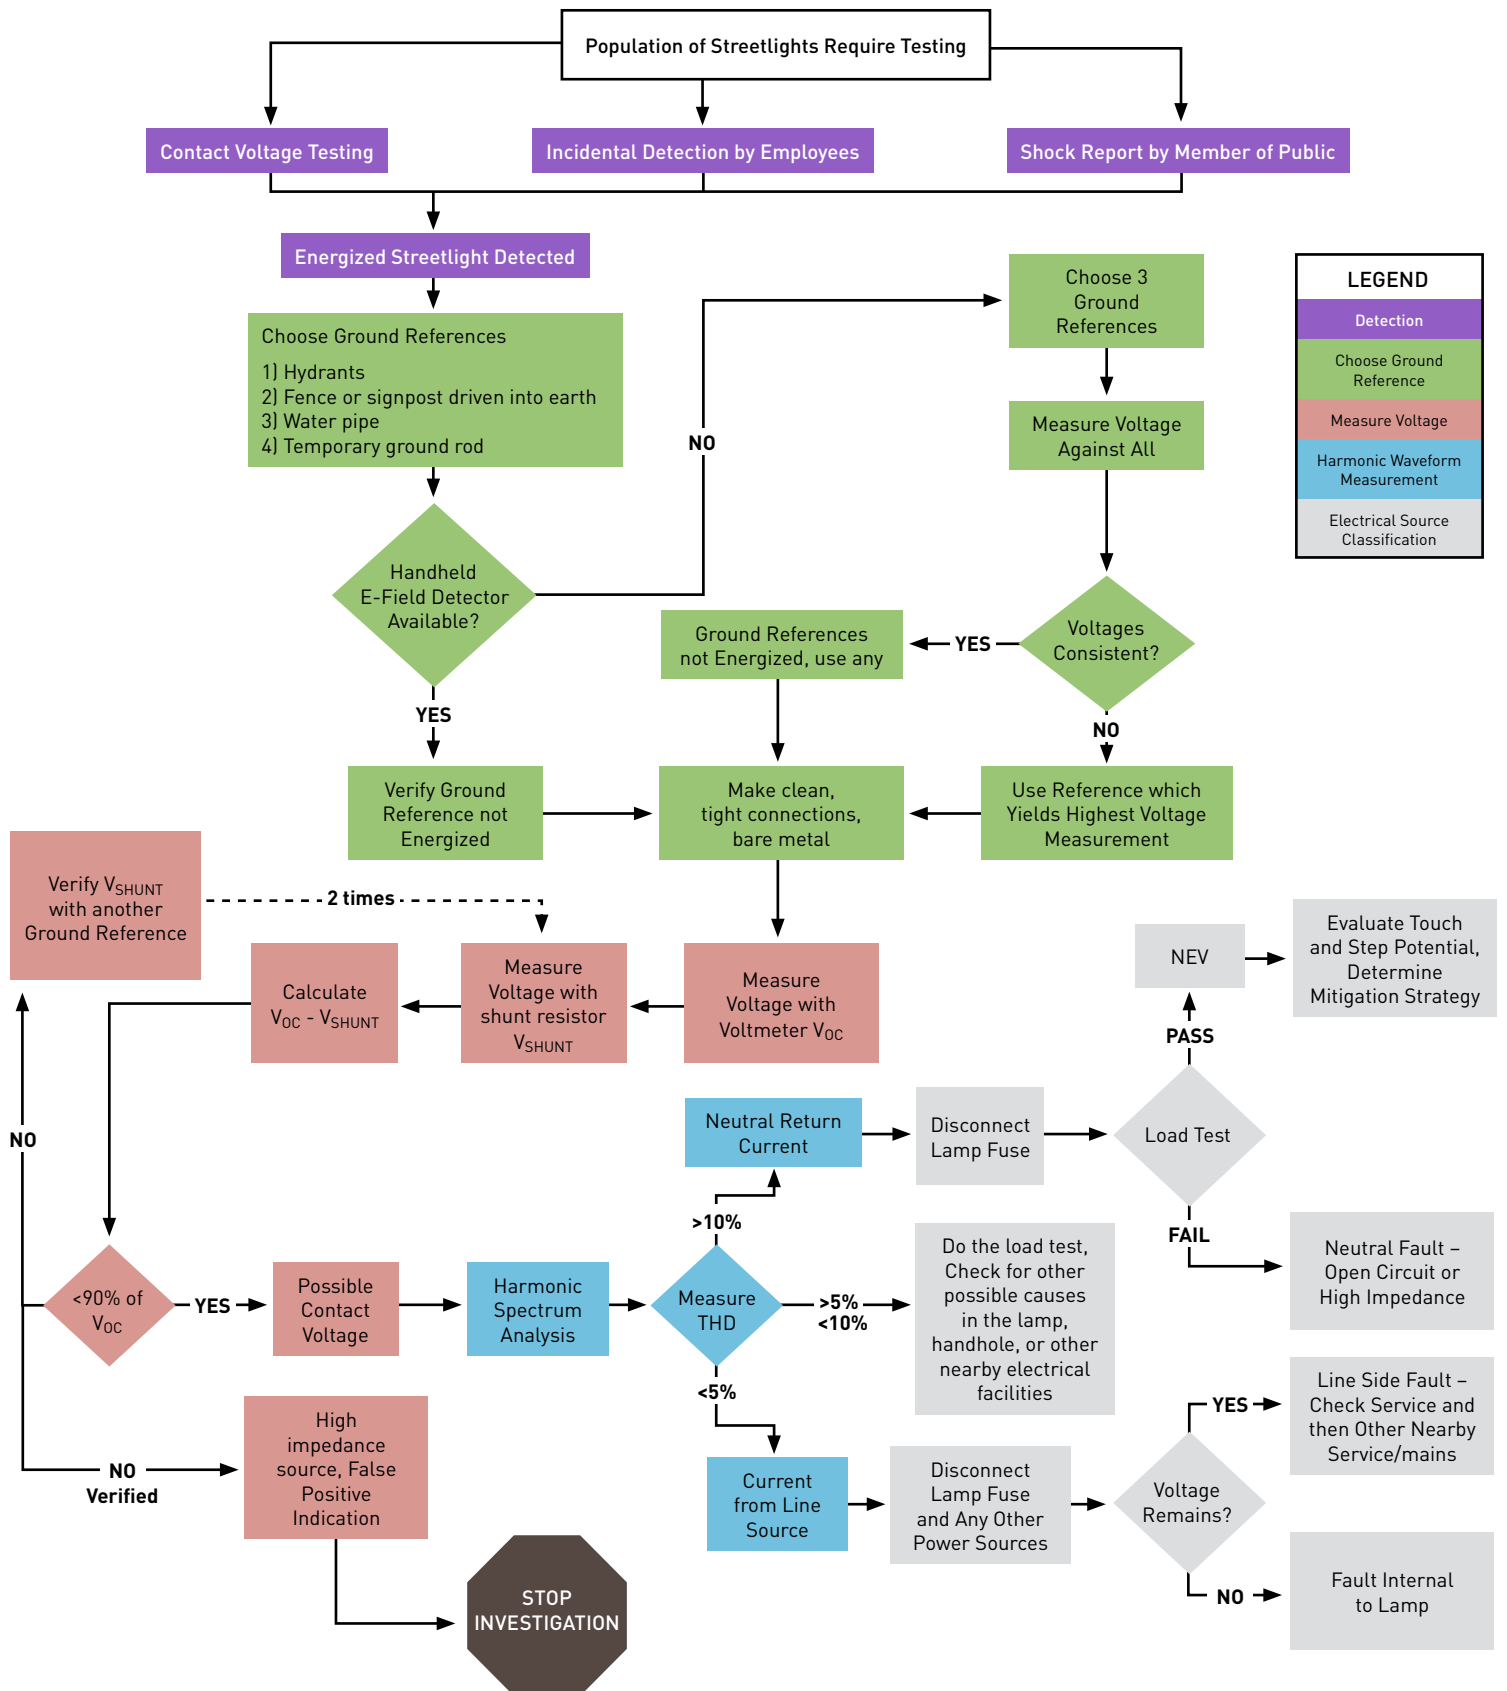 Population of Streetlights Require Testing
Contact Voltage Testing
Incidental Detection by Employees
Shock Report by Member of Public
Energized Streetlight Detected
Choose Ground References
1) Hydrants
2) Fence or signpost driven into earth
3) Water pipe
4) Temporary ground rod
Choose 3
Ground
References
LEGEND
Detection
Choose Ground
Reference
Measure Voltage
Harmonic Waveform
Measurement
Electrical Source
Classification
NO
Measure Voltage
Against All
Handheld
E-Field Detector
Available?
Ground References
not Energized, use any
YES
Voltages
Consistent?
YES
NO
Verify Ground
Reference not
Energized
Make clean,
tight connections,
bare metal
Use Reference which
Yields Highest Voltage
Measurement
Verify VSHUNT
with another
Ground Reference
2 times
Calculate
VOC - VSHUNT
Measure
Voltage with
shunt resistor
VSHUNT
Measure
Voltage with
Voltmeter VOC
NEV
Evaluate Touch
and Step Potential,
Determine
Mitigation Strategy
PASS
NO
Neutral Return
Current
Disconnect
Lamp Fuse
Load Test
>10%
FAIL
<90% of
VOC
YES
Possible
Contact
Voltage
Harmonic
Spectrum
Analysis
Measure
THD
>5%
<10%
Do the load test,
Check for other
possible causes
in the lamp,
handhole, or other
nearby electrical
facilities
Neutral Fault –
Open Circuit or
High Impedance
<5%
NO
Verified
High
impedance
source, False
Positive
Indication
Current
from Line
Source
Disconnect
Lamp Fuse
and Any Other
Power Sources
Voltage
Remains?
YES
Line Side Fault –
Check Service and
then Other Nearby
Service/mains
NO
Fault Internal
to Lamp
STOP
INVESTIGATION